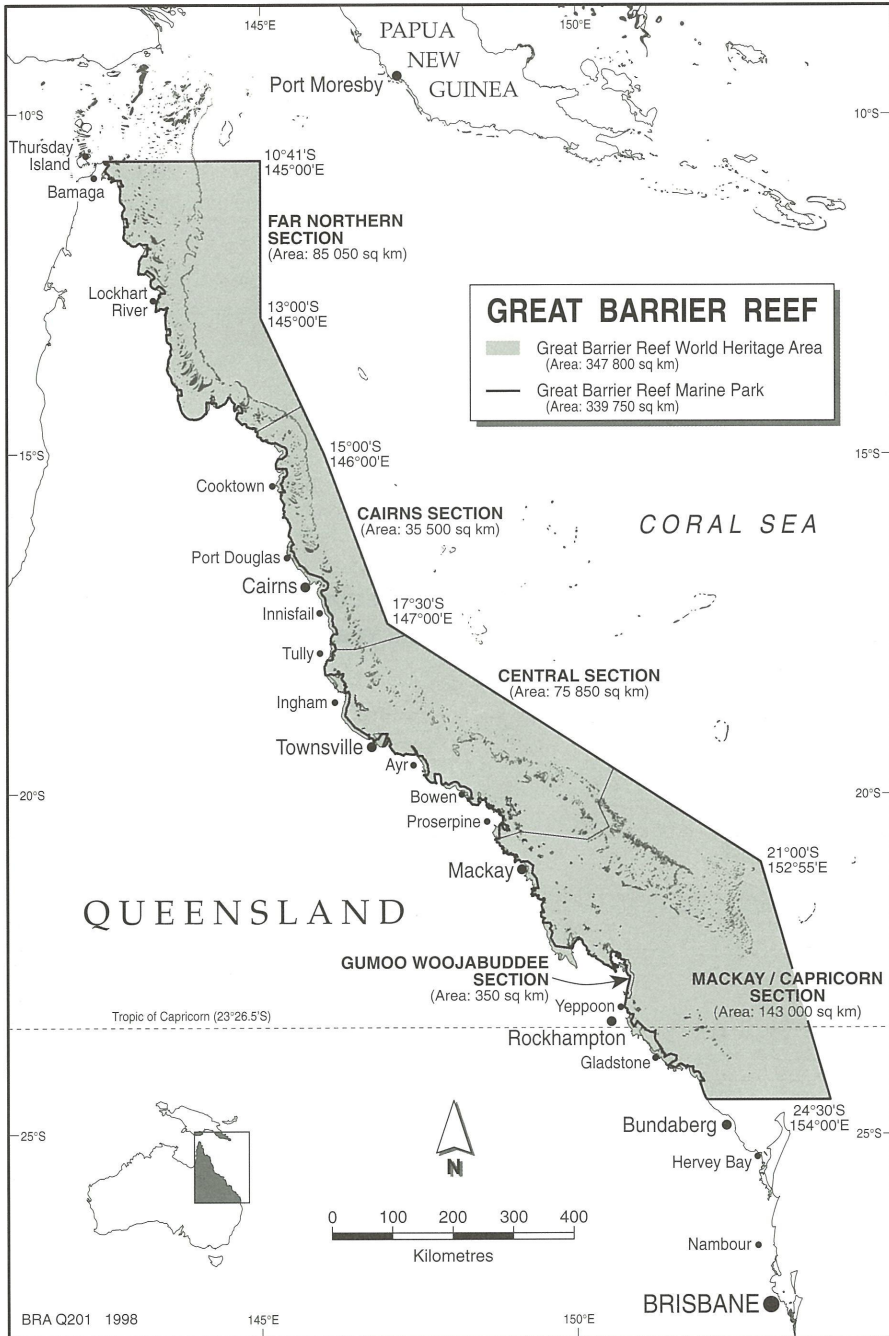 145°E
150°E
PAPUA
NEW
GUINEA
Port Moresby
10°S
10°S
Thursday
Island
Bamaga
10°41'S
145°00'E
FAR NORTHERN
SECTION
(Area: 85 050 sq km)
Lockhart
River
13°00'S
145°00'E
GREAT BARRIER REEF
Great Barrier Reef World Heritage Area
(Area: 347 800 sq km)
Great Barrier Reef Marine Park
(Area: 339 750 sq km)
15°S
15°S
15°00'S
146°00'E
Cooktown
CAIRNS SECTION
(Area: 35 500 sq km)
CORAL SEA
Port Douglas
Cairns
Innisfail
17°30'S
147°00'E
Tully
CENTRAL SECTION
(Area: 75 850 sq km)
Ingham
Townsville
Ayr
Bowen
20°S
20°S
Proserpine
21°00'S
152°55'E
Mackay
QUEENSLAND
GUMOO WOOJABUDDEE
SECTION
(Area: 350 sq km)
MACKAY / CAPRICORN
SECTION
(Area: 143 000 sq km)
Yeppoon
Tropic of Capricorn (23°26.5'S)
Rockhampton
Gladstone
24°30'S
154°00'E
Bundaberg
25°S
25°S
Hervey Bay
N
0 100 200 300 400
Kilometres
Nambour
BRISBANE
BRA Q201 1998
145°E
150°E